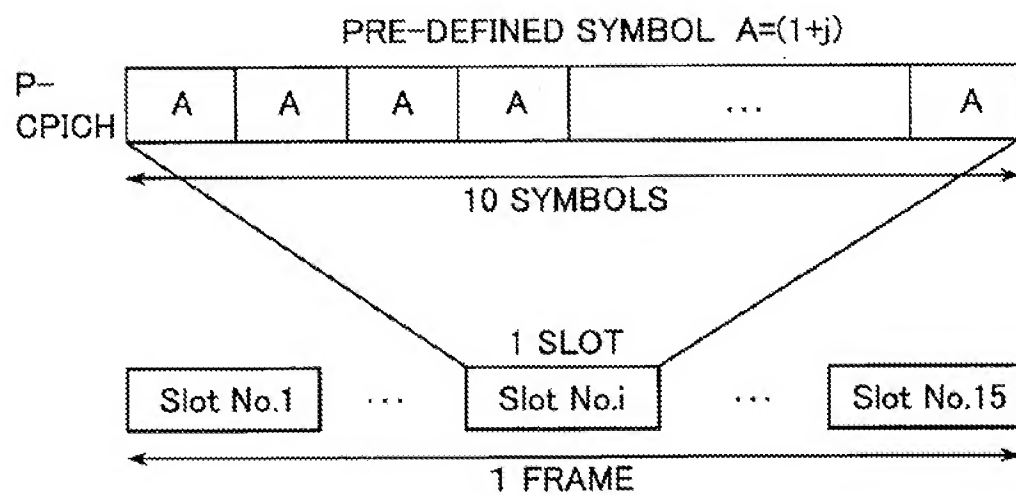 PRE-DEFINED SYMBOL A=(1+j)
P-
CPICH
A A A A ... A
10 SYMBOLS
1 SLOT
Slot No.1 ... Slot No.i ... Slot No.15
1 FRAME